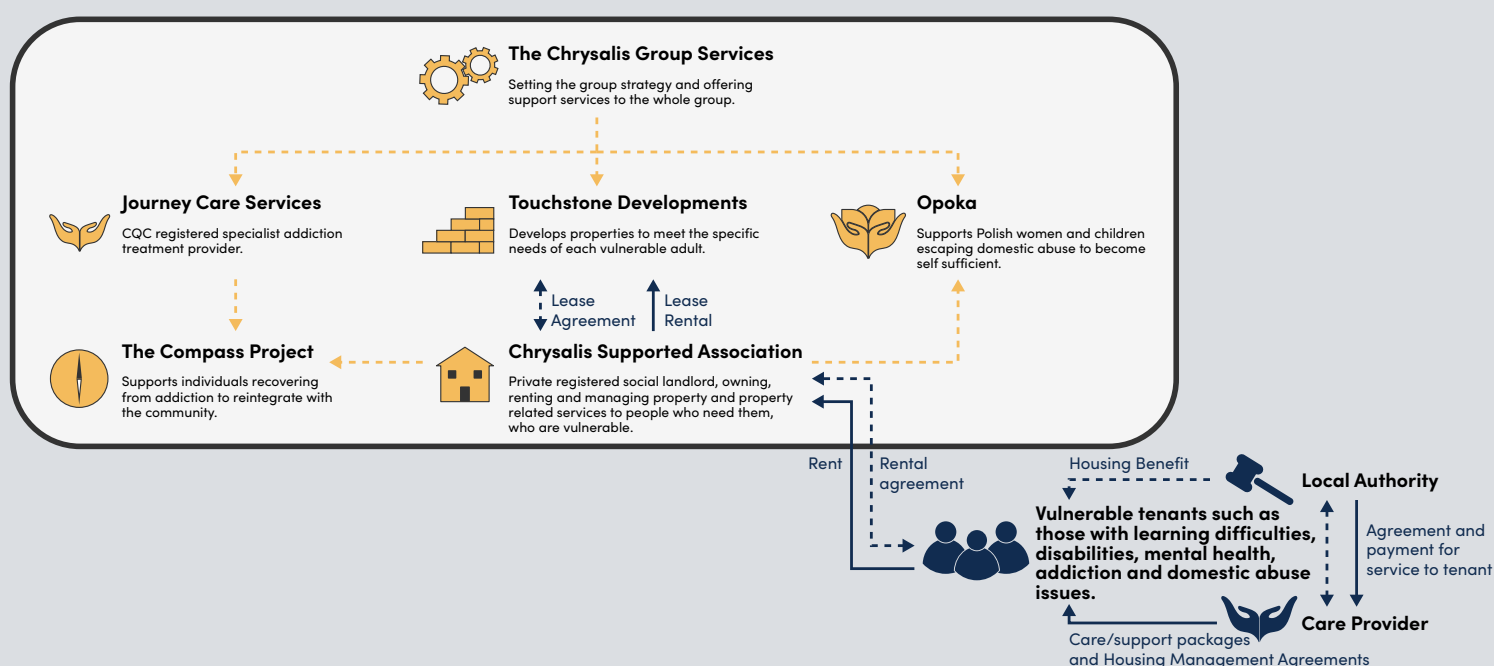 The Chrysalis Group Services
Setting the group strategy and offering
support services to the whole group.
Journey Care Services
CQC registered specialist addiction
treatment provider.
Touchstone Developments
Develops properties to meet the specific
needs of each vulnerable adult.
Opoka
Supports Polish women and children
escaping domestic abuse to become
self sufficient.
Lease
Agreement
Lease
Rental
The Compass Project
Supports individuals recovering
from addiction to reintegrate with
the community.
Chrysalis Supported Association
Private registered social landlord, owning,
renting and managing property and property
related services to people who need them,
who are vulnerable.
Rent
Rental
agreement
Housing Benefit
Local Authority
Vulnerable tenants such as
those with learning difficulties,
disabilities, mental health,
addiction and domestic abuse
issues.
Agreement and
payment for
service to tenant
Care Provider
Care/support packages
and Housing Management Agreements